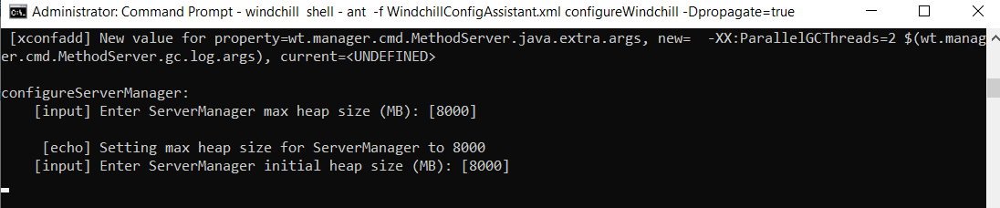 Administrator: Command Prompt - windchill  shell - ant  -f WindchillConfigAssistant.xml configureWindchill -Dpropagate=true
[xconfadd] New value for property=wt.manager.cmd.MethodServer.java.extra.args, new=  -XX:ParallelGCThreads=2 $(wt.manag
er.cmd.MethodServer.gc.log.args), current=<UNDEFINED>
configureServerManager:
[input] Enter ServerManager max heap size (MB): [8000]
[echo] Setting max heap size for ServerManager to 8000
[input] Enter ServerManager initial heap size (MB): [8000]